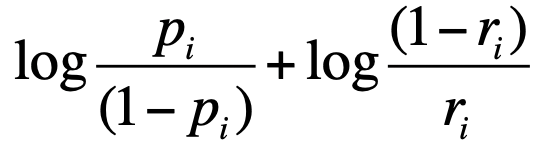 log p_i / (1 − p_i) + log (1 − r_i) / r_i